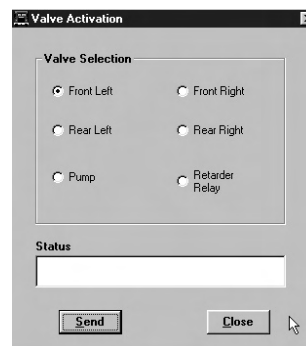 Valve Activation
Valve Selection
Front Left
Front Right
Rear Left
Rear Right
Pump
Retarder
Relay
Status
Send
Close